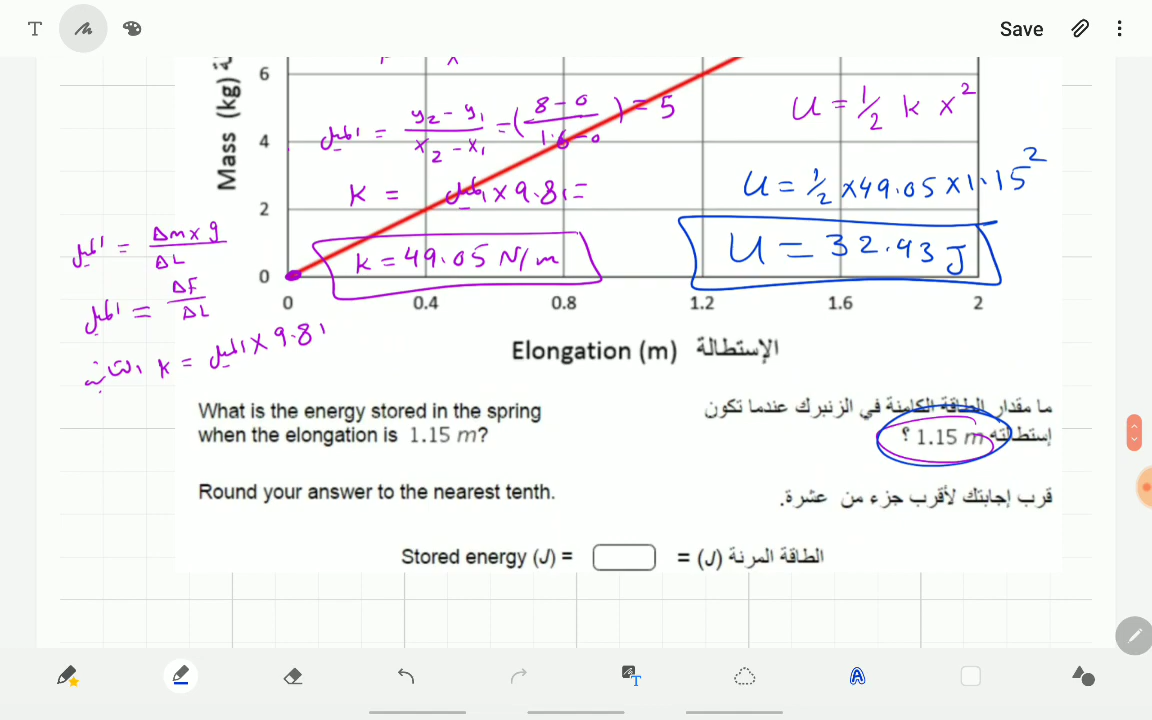 T
Save
Mass (kg)
6
4
2
0
0
0.4
0.8
1.2
1.6
2
الميل = y₂ - y₁ / x₂ - x₁ = ( 8 - 0 / 1.6 - 0 ) = 5
K = الميل × 9.81 =
k = 49.05 N/m
U = 1/2 k x²
U = 1/2 × 49.05 × 1.15²
U = 32.43 J
الميل = Δm × g / ΔL
الميل = ΔF / ΔL
K = الميل × 9.81
Elongation (m) الإستطالة
What is the energy stored in the spring
when the elongation is 1.15 m?
ما مقدار الطاقة الكامنة في الزنبرك عندما تكون
إستطالته 1.15 m ؟
Round your answer to the nearest tenth.
قرب إجابتك لأقرب جزء من عشرة.
Stored energy (J) =
= (J) الطاقة المرنة
T
A